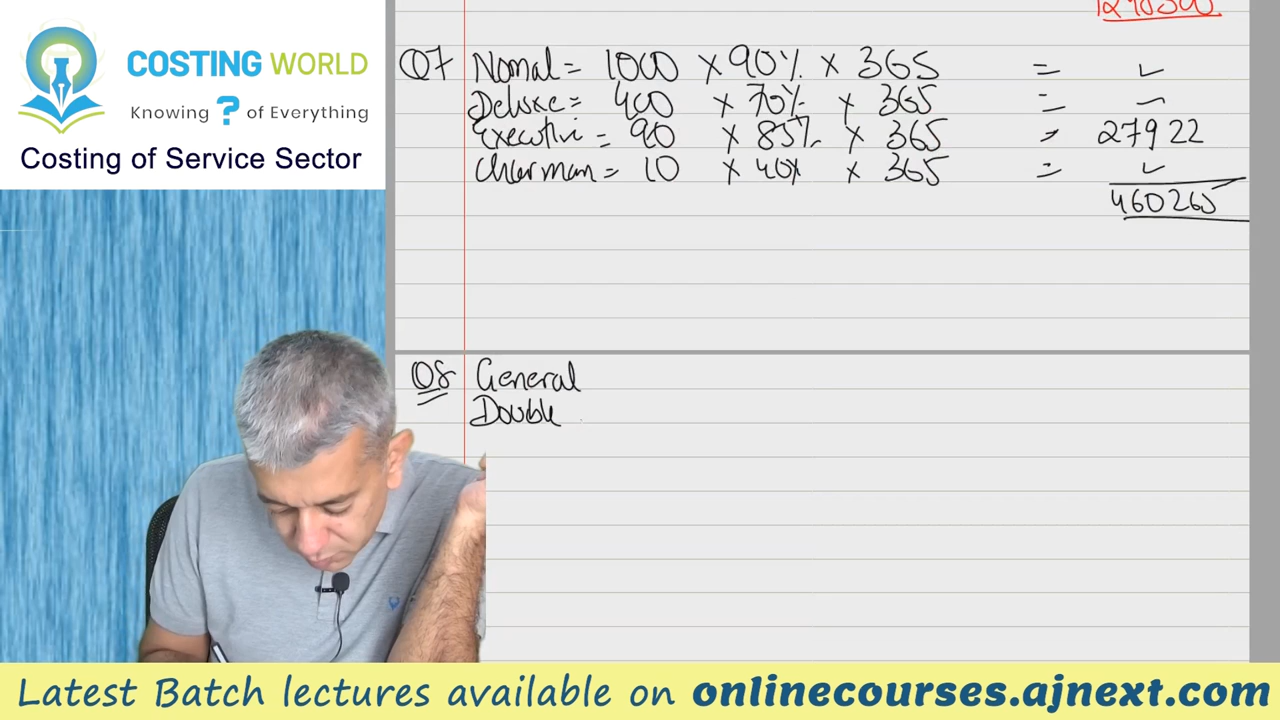 COSTING WORLD
Knowing ? of Everything
Costing of Service Sector
Q7 Nomal = 1000 × 90% × 365 =
Deluxe = 400 × 70% × 365 =
Executive = 90 × 85% × 365 = 27922
Chairman = 10 × 40% × 365 =
460265
Q8 General
Double
Latest Batch lectures available on onlinecourses.ajnext.com